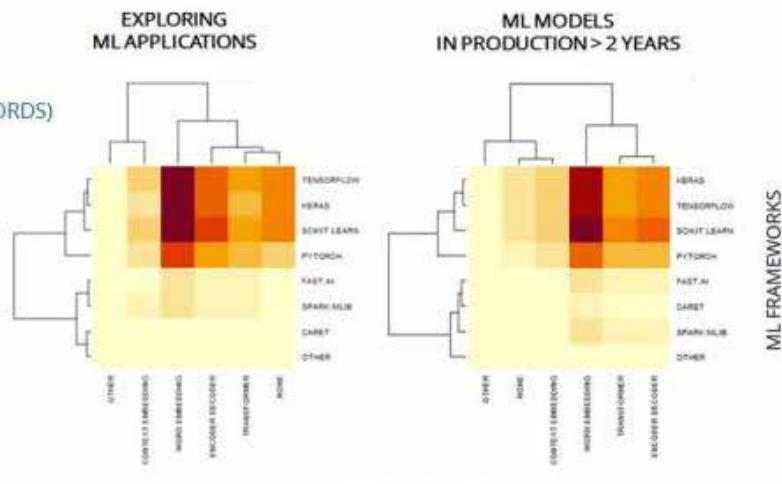 EXPLORING
ML APPLICATIONS
ML MODELS
IN PRODUCTION > 2 YEARS
ORDS)
TENSORFLOW
KERAS
SCIKIT LEARN
PYTORCH
FAST.AI
SPARK MLIB
CARET
OTHER
OTHER
CONTEXT EMBEDDING
WORD EMBEDDING
ENCODER DECODER
TRANSFORMER
NONE
KERAS
TENSORFLOW
SCIKIT LEARN
PYTORCH
FAST.AI
CARET
SPARK MLIB
OTHER
OTHER
NONE
CONTEXT EMBEDDING
WORD EMBEDDING
TRANSFORMER
ENCODER DECODER
ML FRAMEWORKS